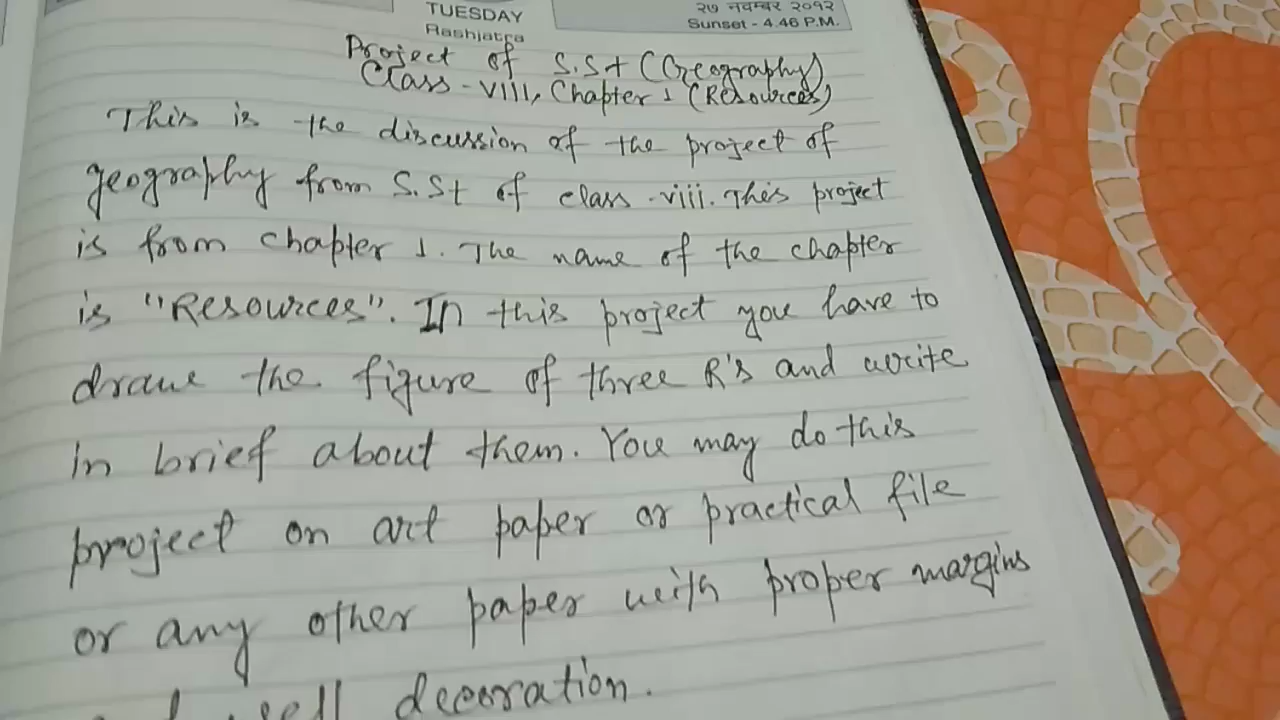 TUESDAY
Rashjatra
२७ नवम्बर २०१२
Sunset - 4.46 P.M.
Project of S.St (Geography)
Class-VIII, Chapter 1 (Resources)
This is the discussion of the project of
geography from S.St of class-viii. This project
is from chapter 1. The name of the chapter
is "Resources". In this project you have to
draw the figure of three R's and write
in brief about them. You may do this
project on art paper or practical file
or any other paper with proper margins
decoration.